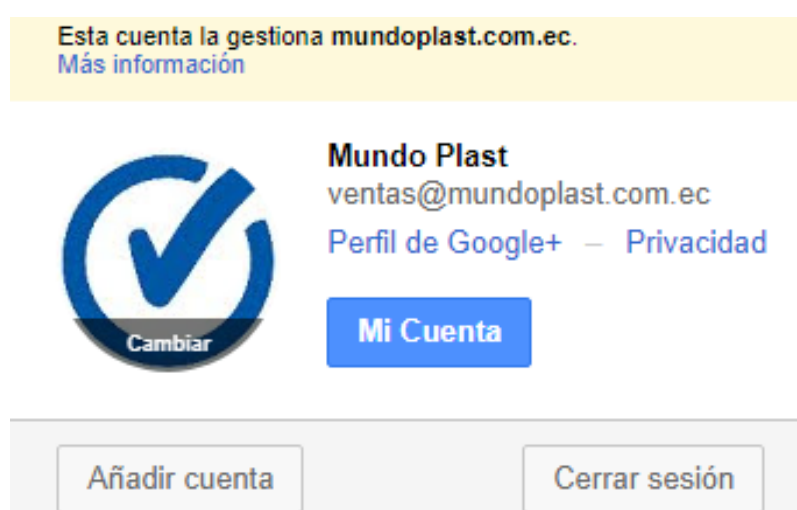 Esta cuenta la gestiona mundoplast.com.ec.
Más información
Mundo Plast
ventas@mundoplast.com.ec
Perfil de Google+ – Privacidad
Cambiar
Mi Cuenta
Añadir cuenta
Cerrar sesión